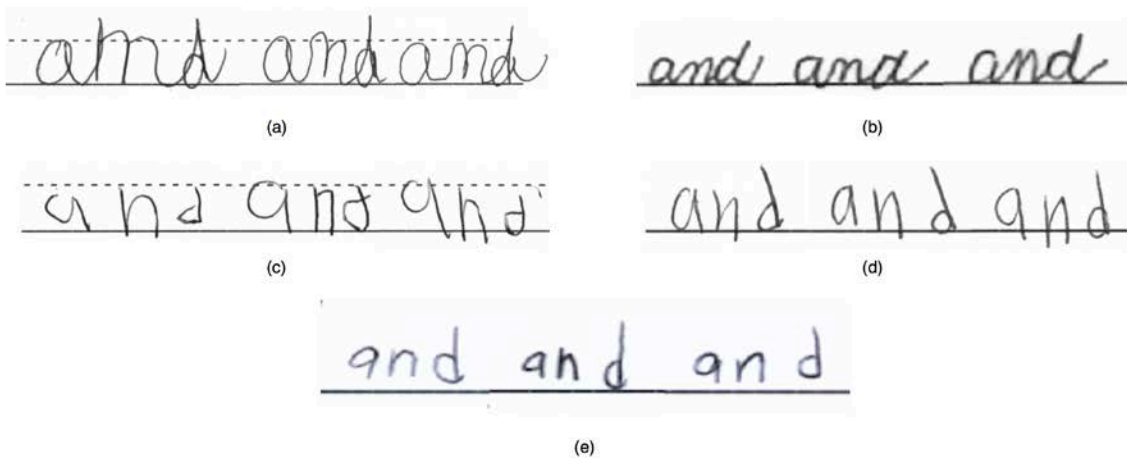 and and and and and and
(a) (b)
and and and and and and
(c) (d)
and and and
(e)